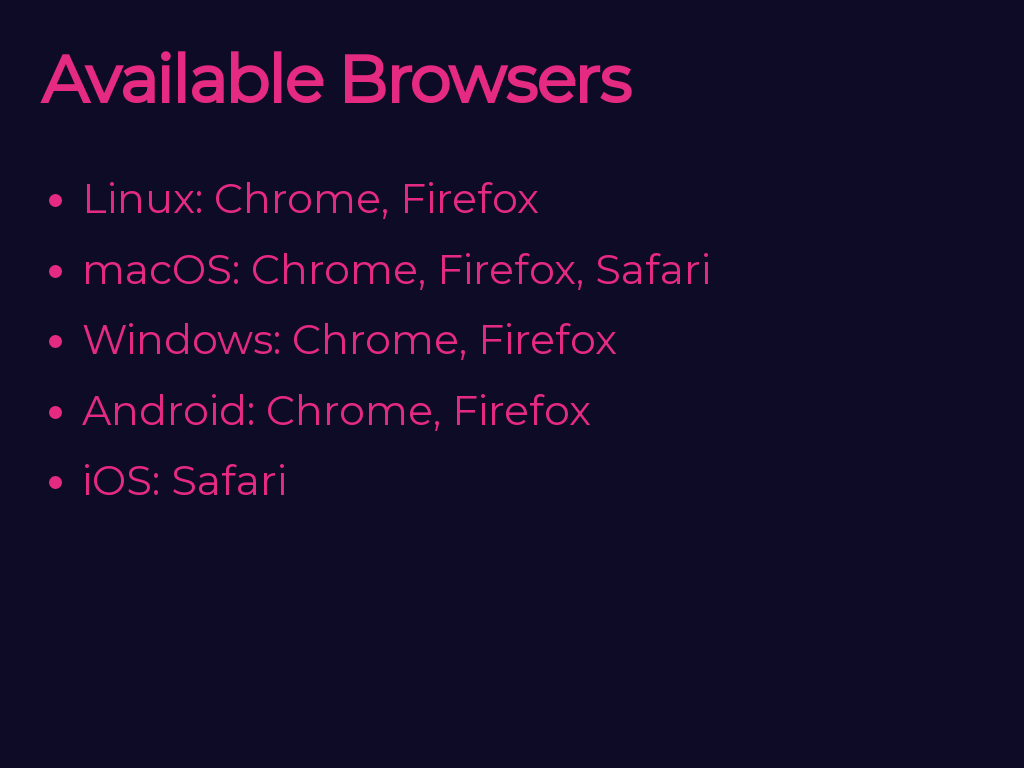 Available Browsers
• Linux: Chrome, Firefox
• macOS: Chrome, Firefox, Safari
• Windows: Chrome, Firefox
• Android: Chrome, Firefox
• iOS: Safari